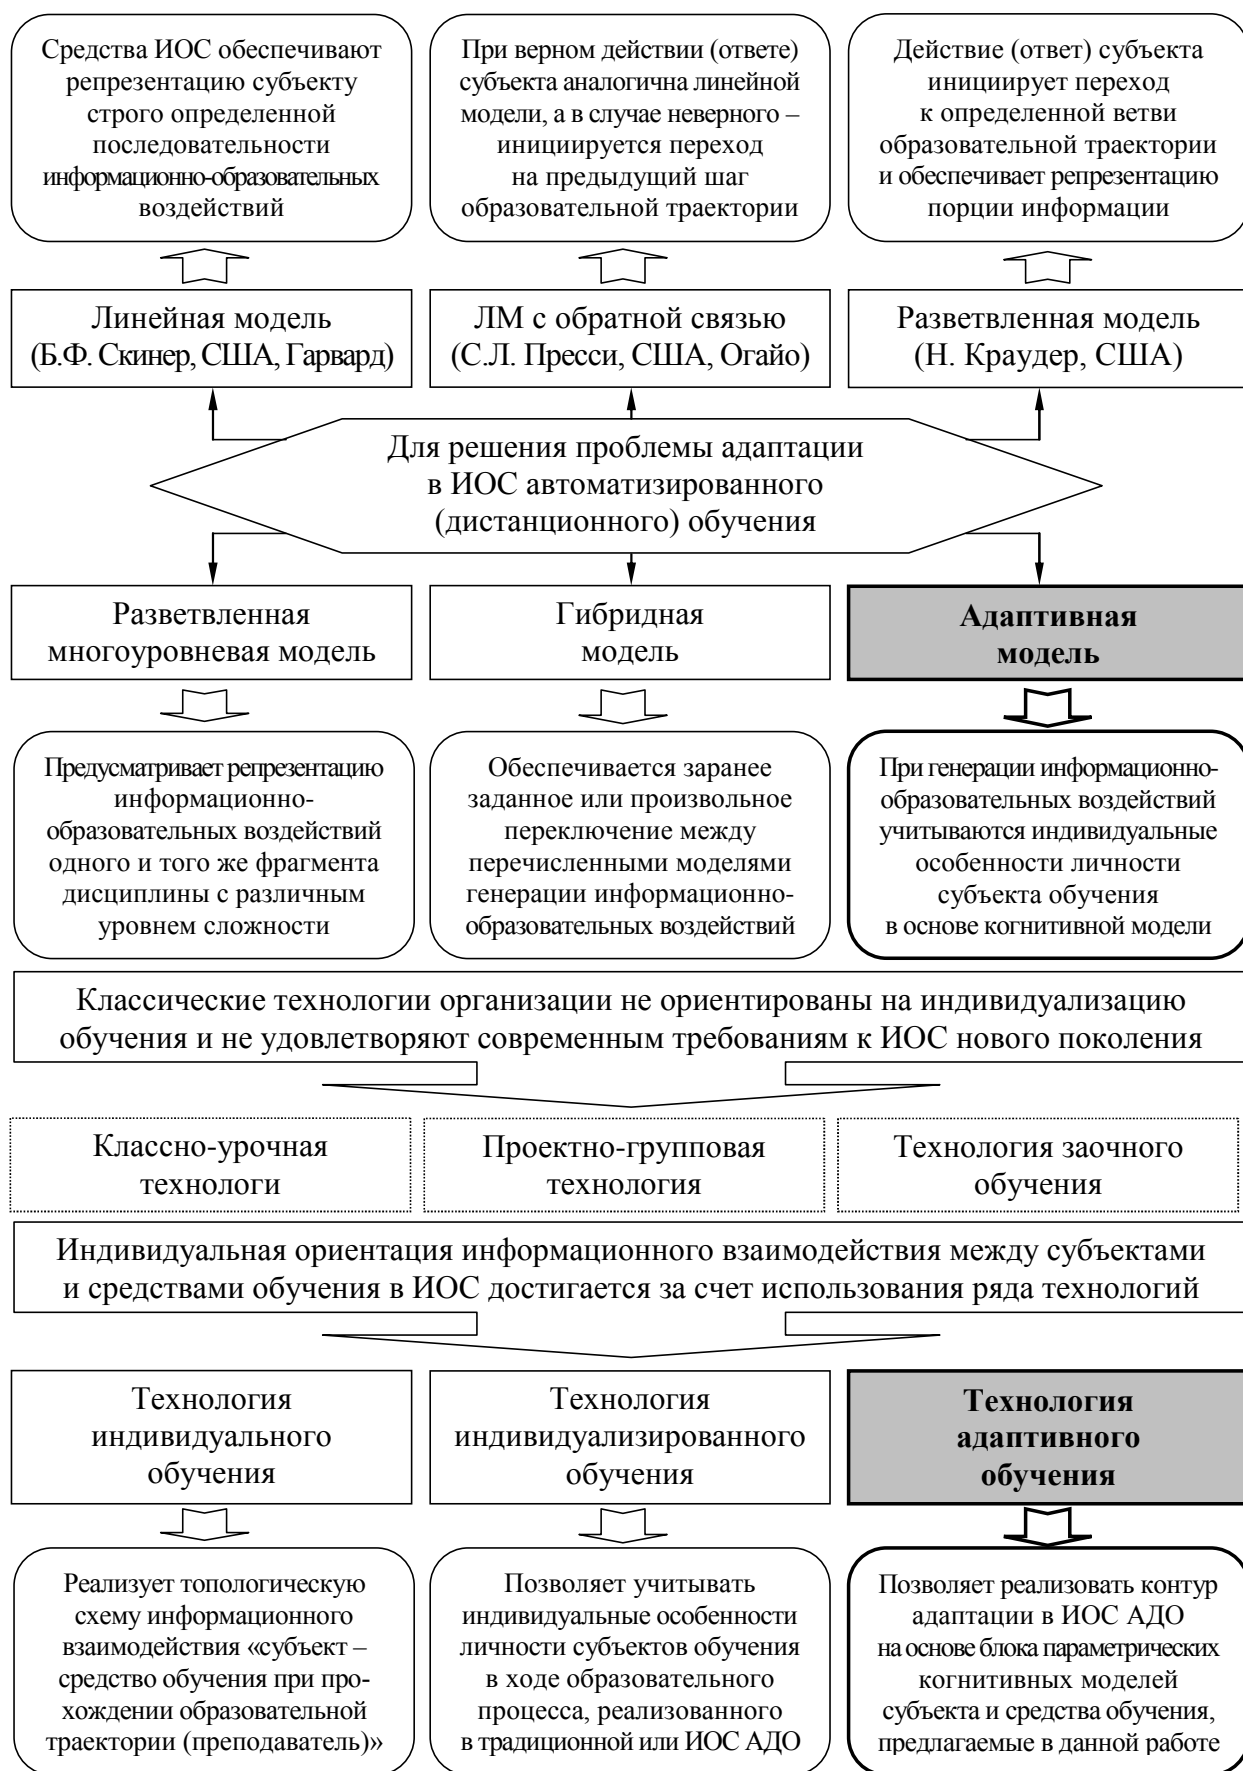 Средства ИОС обеспечивают
репрезентацию субъекту
строго определенной
последовательности
информационно-образовательных
воздействий
При верном действии (ответе)
субъекта аналогична линейной
модели, а в случае неверного –
инициируется переход
на предыдущий шаг
образовательной траектории
Действие (ответ) субъекта
инициирует переход
к определенной ветви
образовательной траектории
и обеспечивает репрезентацию
порции информации
Линейная модель
(Б.Ф. Скинер, США, Гарвард)
ЛМ с обратной связью
(С.Л. Пресси, США, Огайо)
Разветвленная модель
(Н. Краудер, США)
Для решения проблемы адаптации
в ИОС автоматизированного
(дистанционного) обучения
Разветвленная
многоуровневая модель
Гибридная
модель
Адаптивная
модель
Предусматривает репрезентацию
информационно-
образовательных воздействий
одного и того же фрагмента
дисциплины с различным
уровнем сложности
Обеспечивается заранее
заданное или произвольное
переключение между
перечисленными моделями
генерации информационно-
образовательных воздействий
При генерации информационно-
образовательных воздействий
учитываются индивидуальные
особенности личности
субъекта обучения
в основе когнитивной модели
Классические технологии организации не ориентированы на индивидуализацию
обучения и не удовлетворяют современным требованиям к ИОС нового поколения
Классно-урочная
технологи
Проектно-групповая
технология
Технология заочного
обучения
Индивидуальная ориентация информационного взаимодействия между субъектами
и средствами обучения в ИОС достигается за счет использования ряда технологий
Технология
индивидуального
обучения
Технология
индивидуализированного
обучения
Технология
адаптивного
обучения
Реализует топологическую
схему информационного
взаимодействия «субъект –
средство обучения при про-
хождении образовательной
траектории (преподаватель)»
Позволяет учитывать
индивидуальные особенности
личности субъектов обучения
в ходе образовательного
процесса, реализованного
в традиционной или ИОС АДО
Позволяет реализовать контур
адаптации в ИОС АДО
на основе блока параметрических
когнитивных моделей
субъекта и средства обучения,
предлагаемые в данной работе